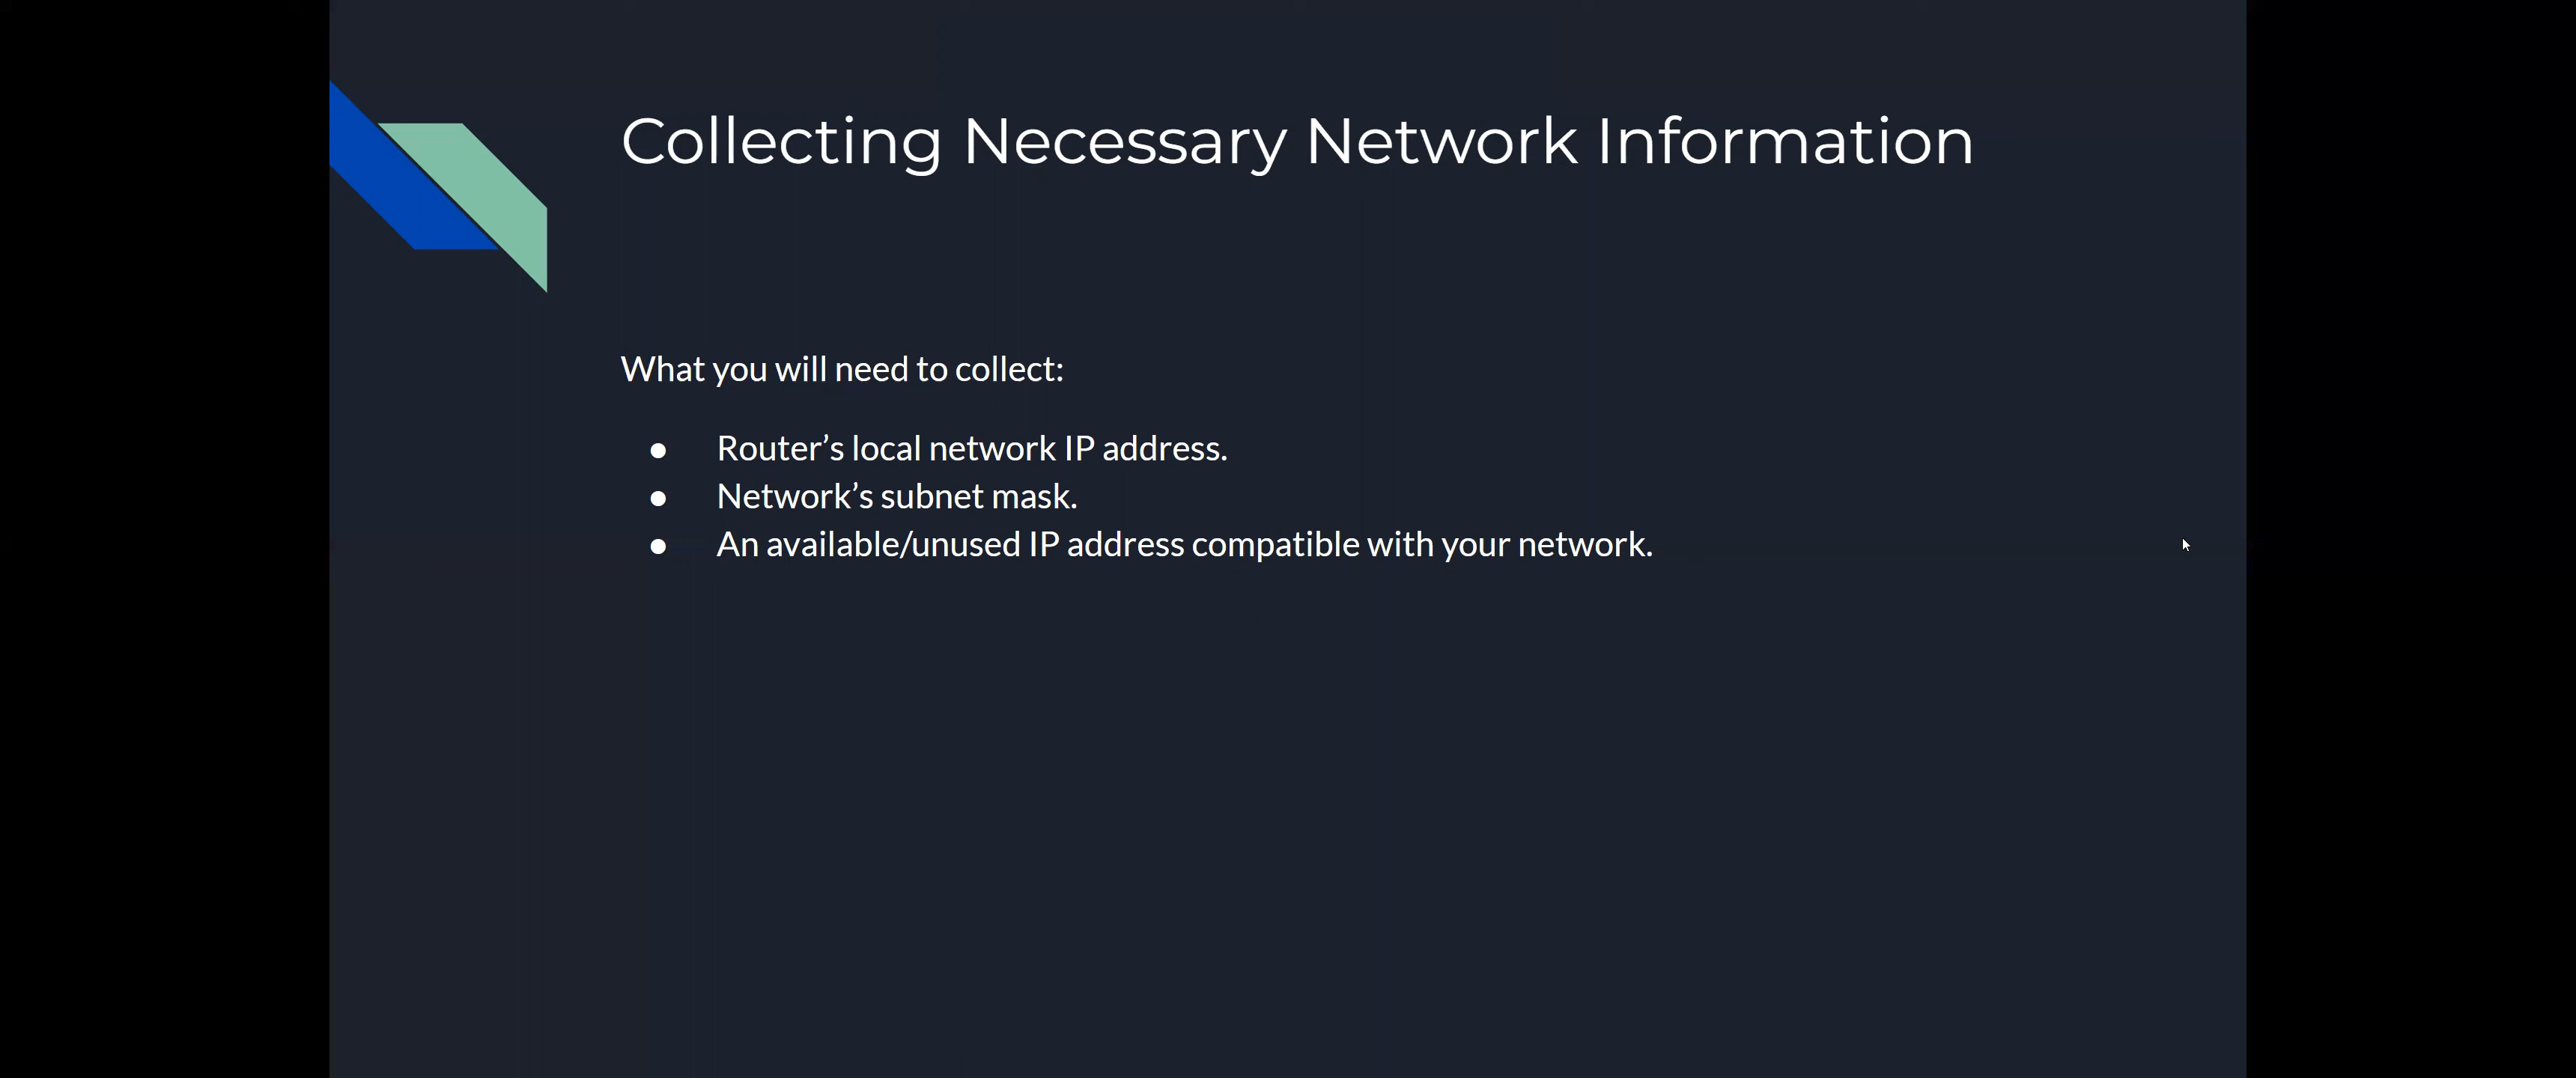 Collecting Necessary Network Information
What you will need to collect:
● Router’s local network IP address.
● Network’s subnet mask.
● An available/unused IP address compatible with your network.